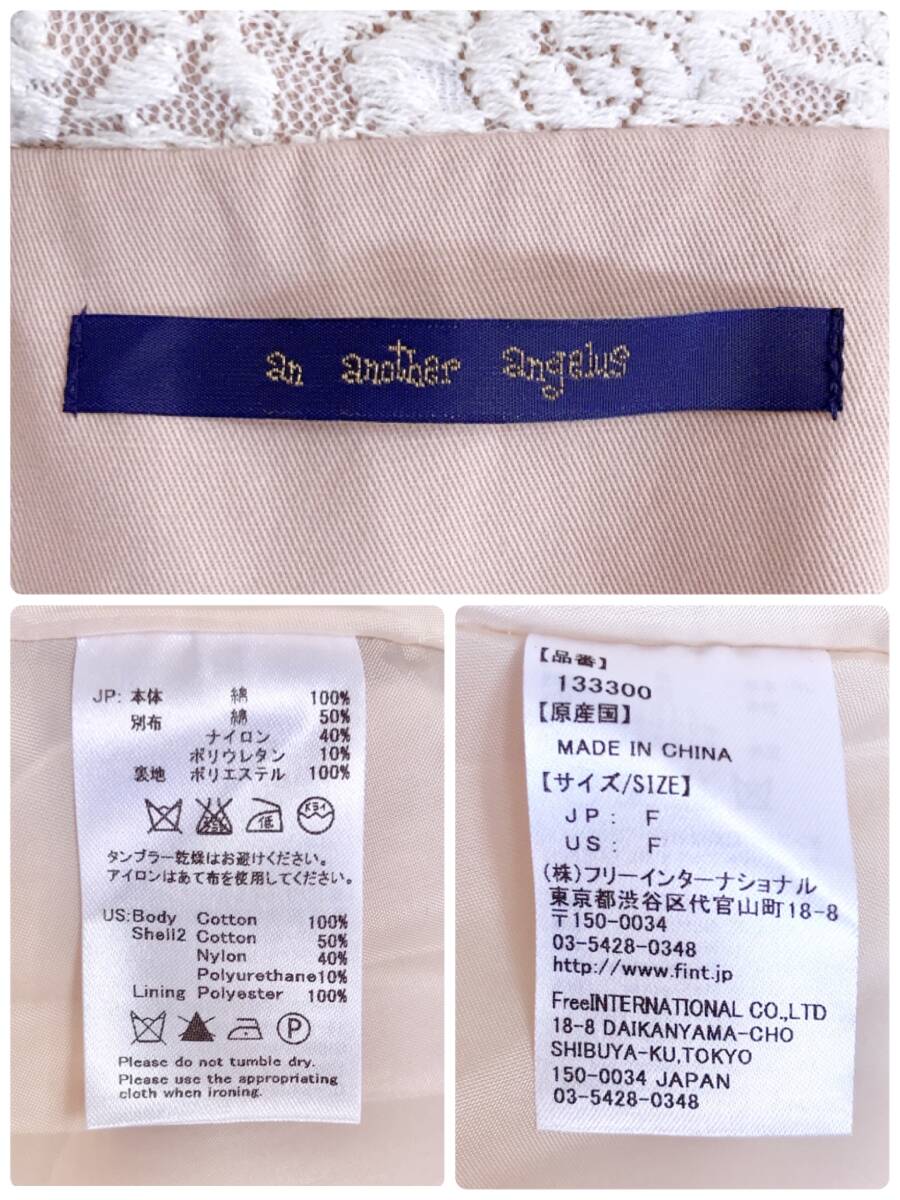 an another angelus
JP: 本体 綿 100%
別布 綿 50%
ナイロン 40%
ポリウレタン 10%
裏地 ポリエステル 100%
低 ドライ
タンブラー乾燥はお避けください。
アイロンはあて布を使用してください。
US:Body Cotton 100%
Shell2 Cotton 50%
Nylon 40%
Polyurethane10%
Lining Polyester 100%
P
Please do not tumble dry.
Please use the appropriating
cloth when ironing.
【品番】
133300
【原産国】
MADE IN CHINA
【サイズ/SIZE】
JP: F
US: F
(株)フリーインターナショナル
東京都渋谷区代官山町18-8
〒150-0034
03-5428-0348
http://www.fint.jp
FreeINTERNATIONAL CO.,LTD
18-8 DAIKANYAMA-CHO
SHIBUYA-KU,TOKYO
150-0034 JAPAN
03-5428-0348